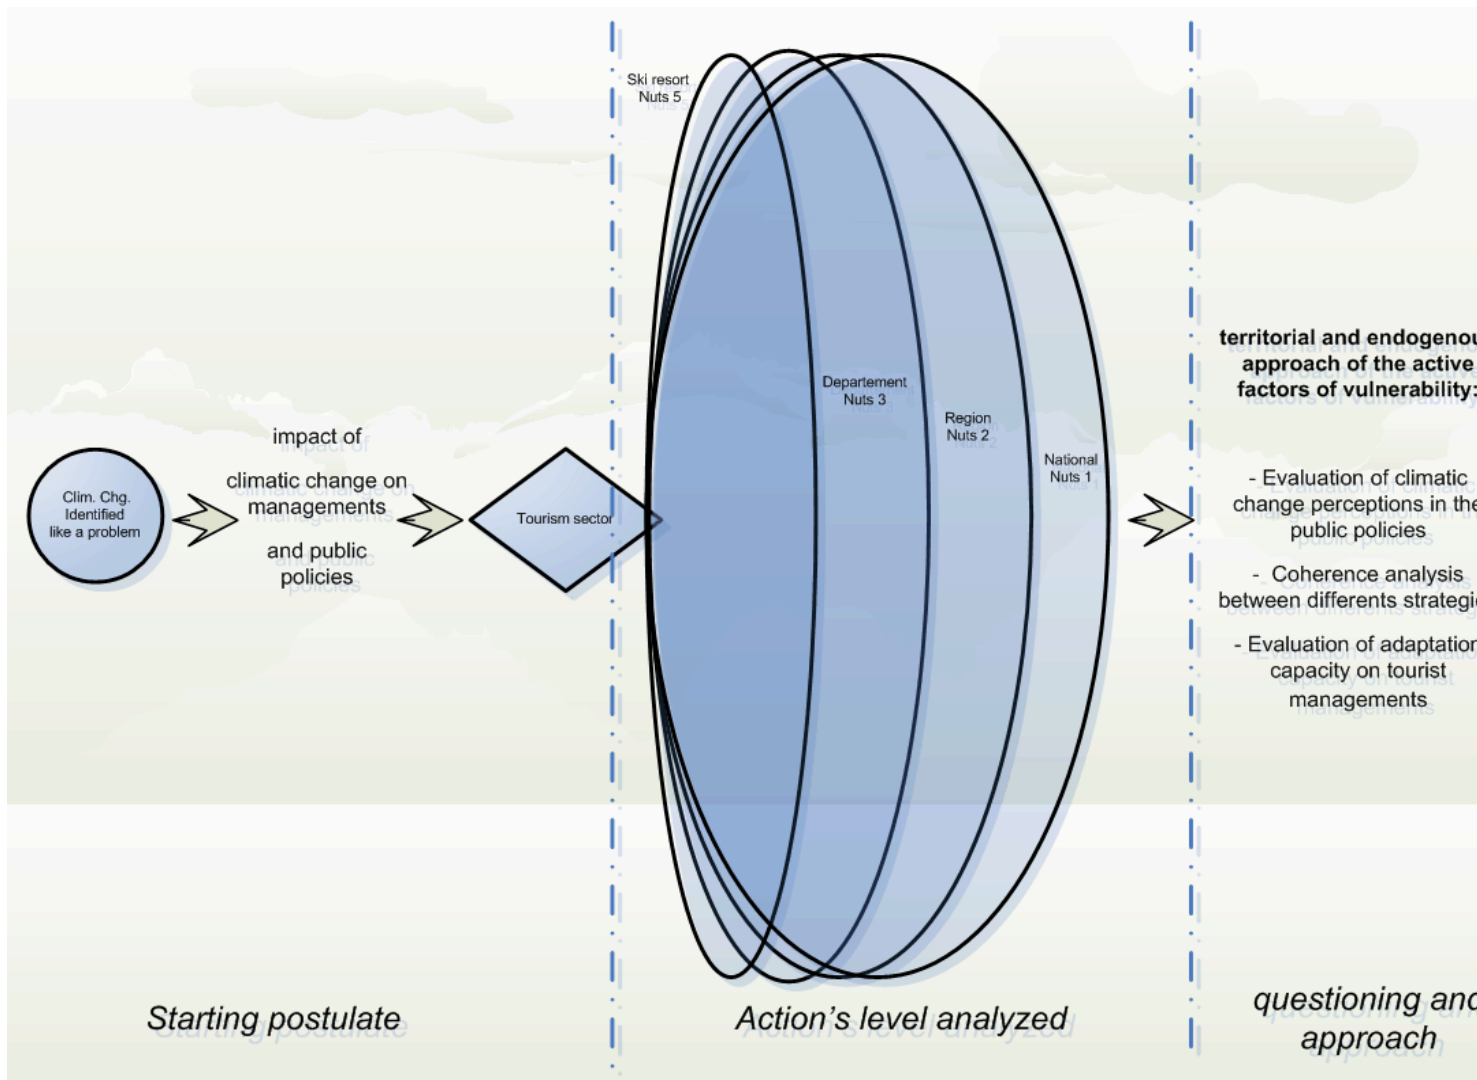 Clim. Chg.
Identified
like a problem
impact of
climatic change on
managements
and public
policies
Tourism sector
Ski resort
Nuts 5
Departement
Nuts 3
Region
Nuts 2
National
Nuts 1
territorial and endogenou
approach of the active
factors of vulnerability:
- Evaluation of climatic
change perceptions in the
public policies
- Coherence analysis
between differents strategie
- Evaluation of adaptation
capacity on tourist
managements
Starting postulate
Action's level analyzed
questioning and
approach